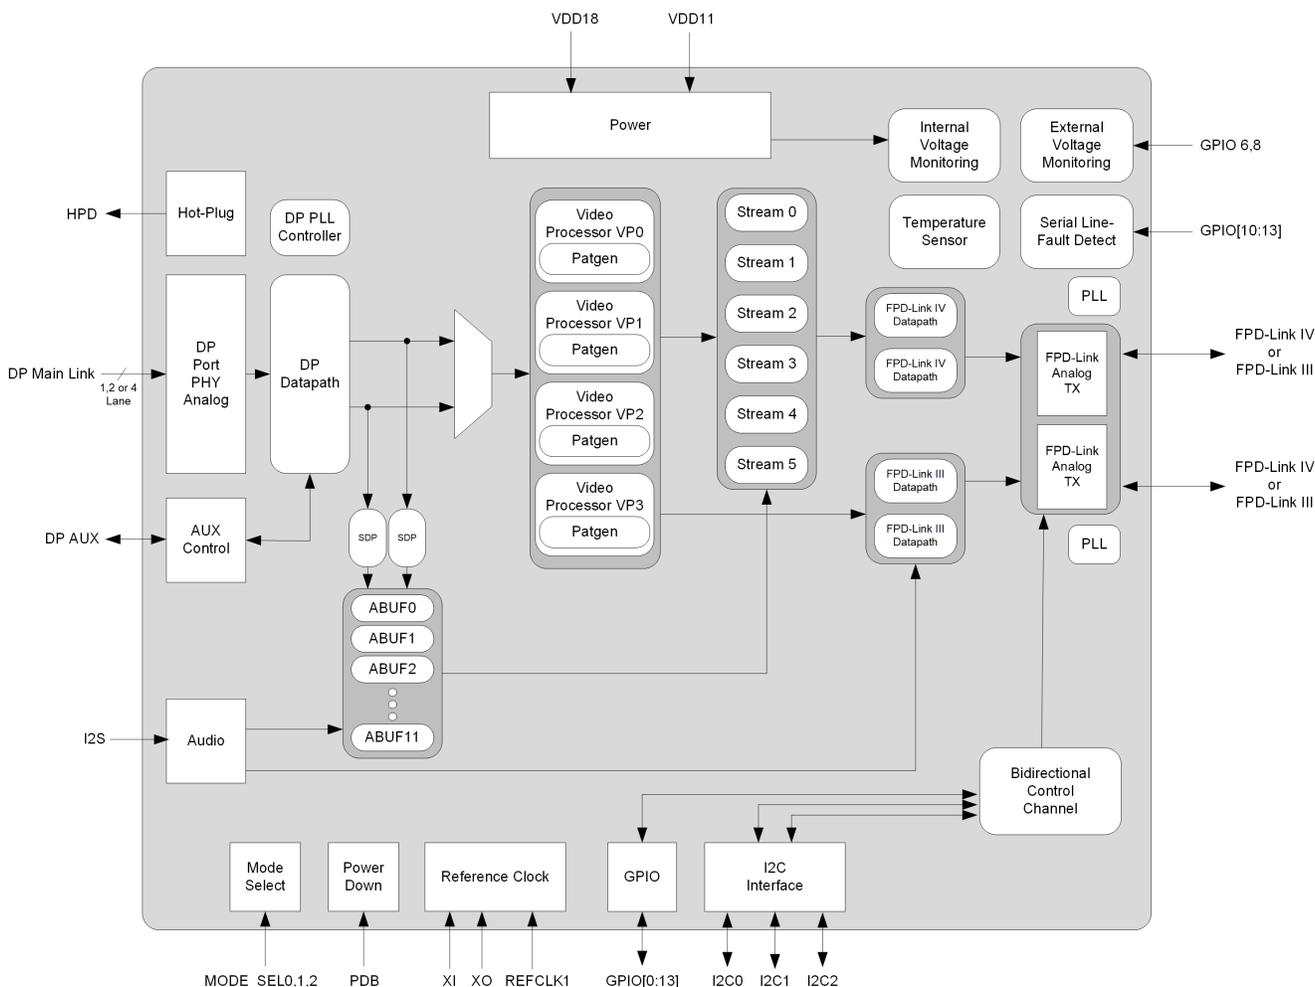 VDD18
VDD11
Power
Internal
Voltage
Monitoring
External
Voltage
Monitoring
GPIO 6,8
HPD
Hot-Plug
DP PLL
Controller
Video
Processor VP0
Patgen
Stream 0
Temperature
Sensor
Serial Line-
Fault Detect
GPIO[10:13]
Stream 1
PLL
Video
Processor VP1
Patgen
Stream 2
FPD-Link IV
Datapath
FPD-Link IV
Datapath
DP Main Link
1,2 or 4
Lane
DP
Port
PHY
Analog
DP
Datapath
Stream 3
FPD-Link
Analog
TX
FPD-Link IV
or
FPD-Link III
Video
Processor VP2
Patgen
Stream 4
Stream 5
FPD-Link III
Datapath
FPD-Link III
Datapath
FPD-Link
Analog
TX
FPD-Link IV
or
FPD-Link III
Video
Processor VP3
Patgen
DP AUX
AUX
Control
SDP
SDP
PLL
ABUF0
ABUF1
ABUF2
ABUF11
I2S
Audio
Bidirectional
Control
Channel
Mode
Select
Power
Down
Reference Clock
GPIO
I2C
Interface
MODE_SEL0,1,2
PDB
XI
XO
REFCLK1
GPIO[0:13]
I2C0
I2C1
I2C2